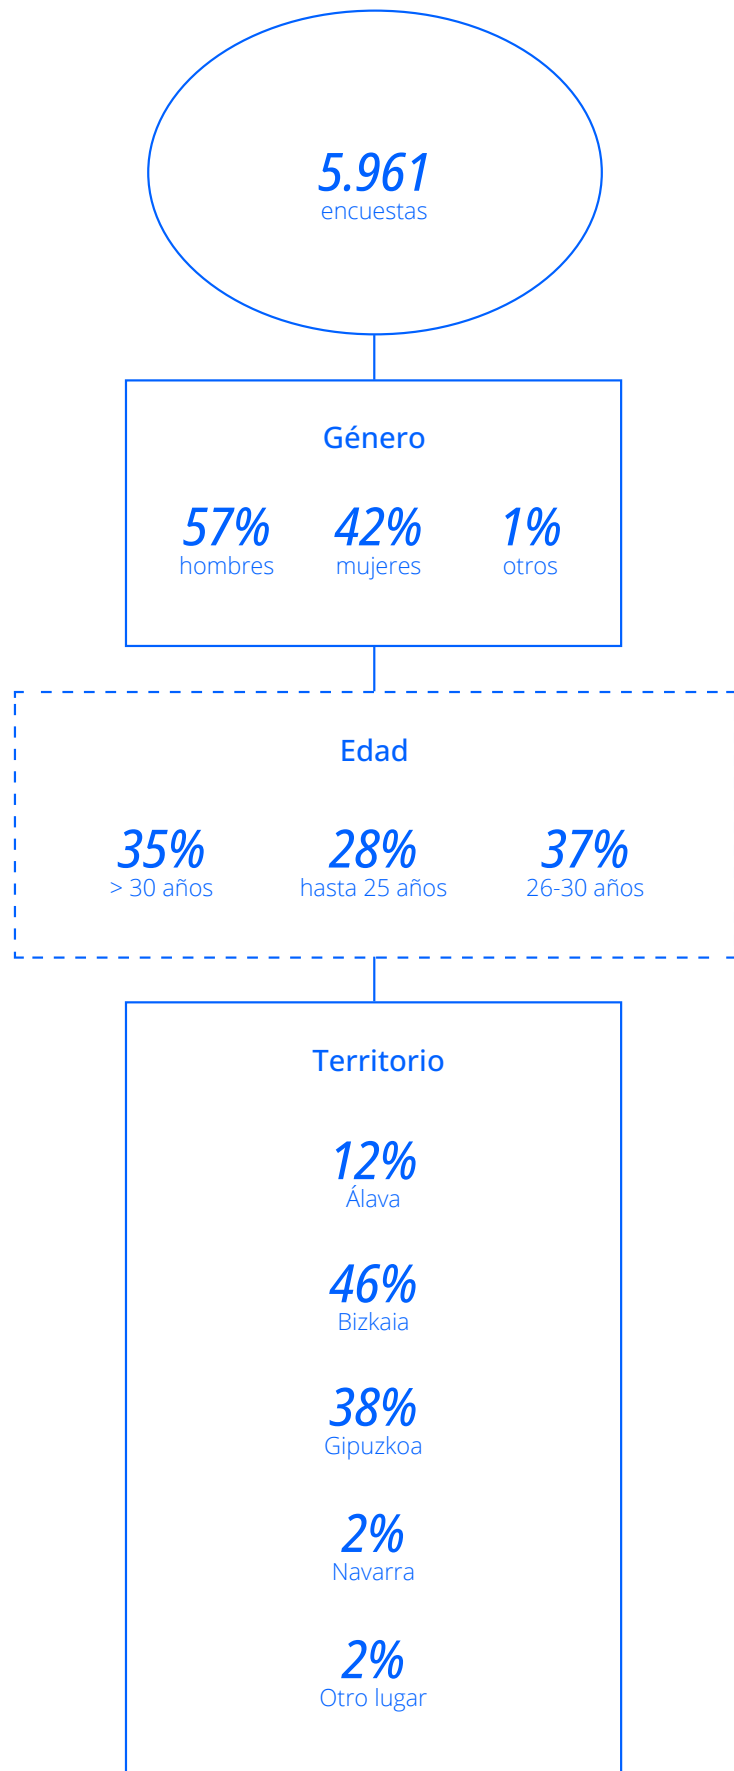 5.961
encuestas
Género
57% 42% 1%
hombres mujeres otros
Edad
35% 28% 37%
> 30 años hasta 25 años 26-30 años
Territorio
12%
Álava
46%
Bizkaia
38%
Gipuzkoa
2%
Navarra
2%
Otro lugar